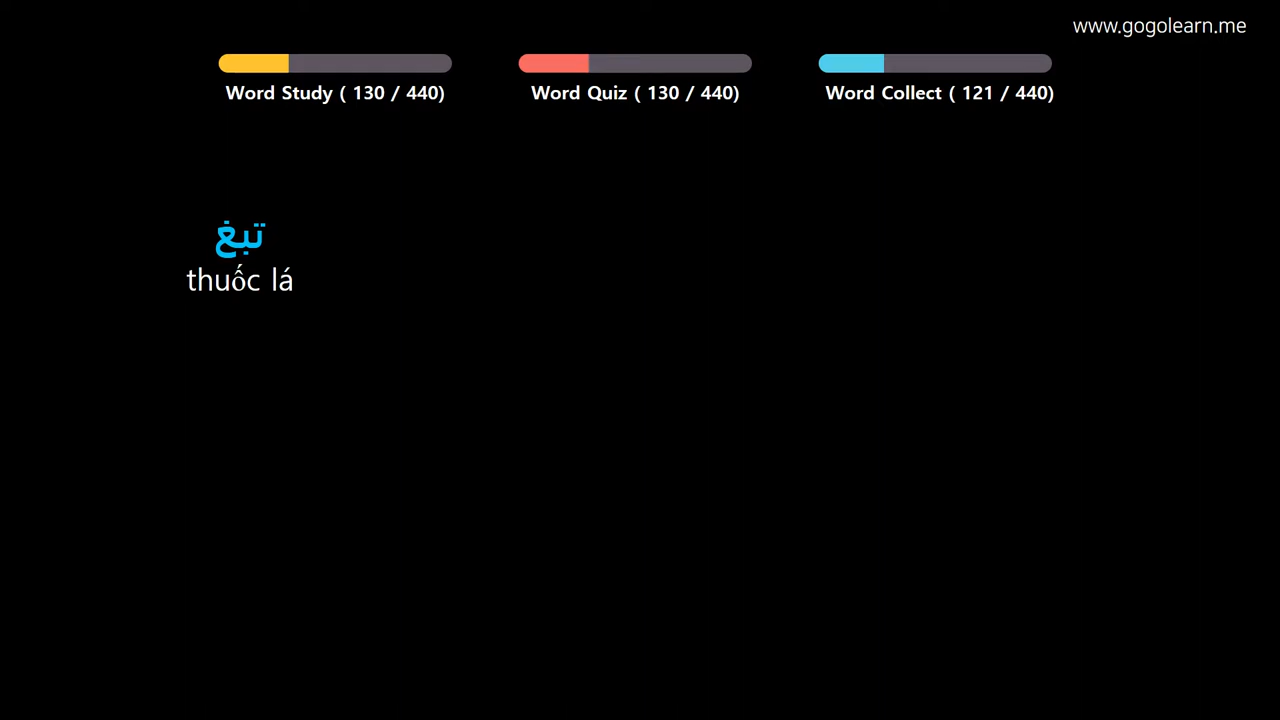 www.gogolearn.me
Word Study ( 130 / 440)
Word Quiz ( 130 / 440)
Word Collect ( 121 / 440)
تبغ
thuốc lá